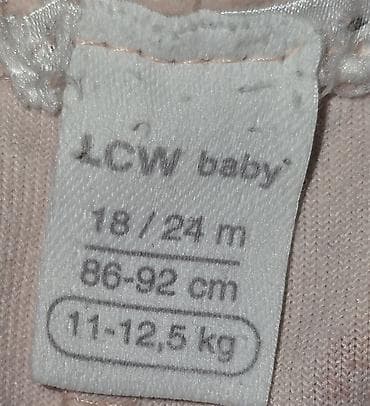 LCW baby
18 / 24 m
86-92 cm
11-12,5 kg